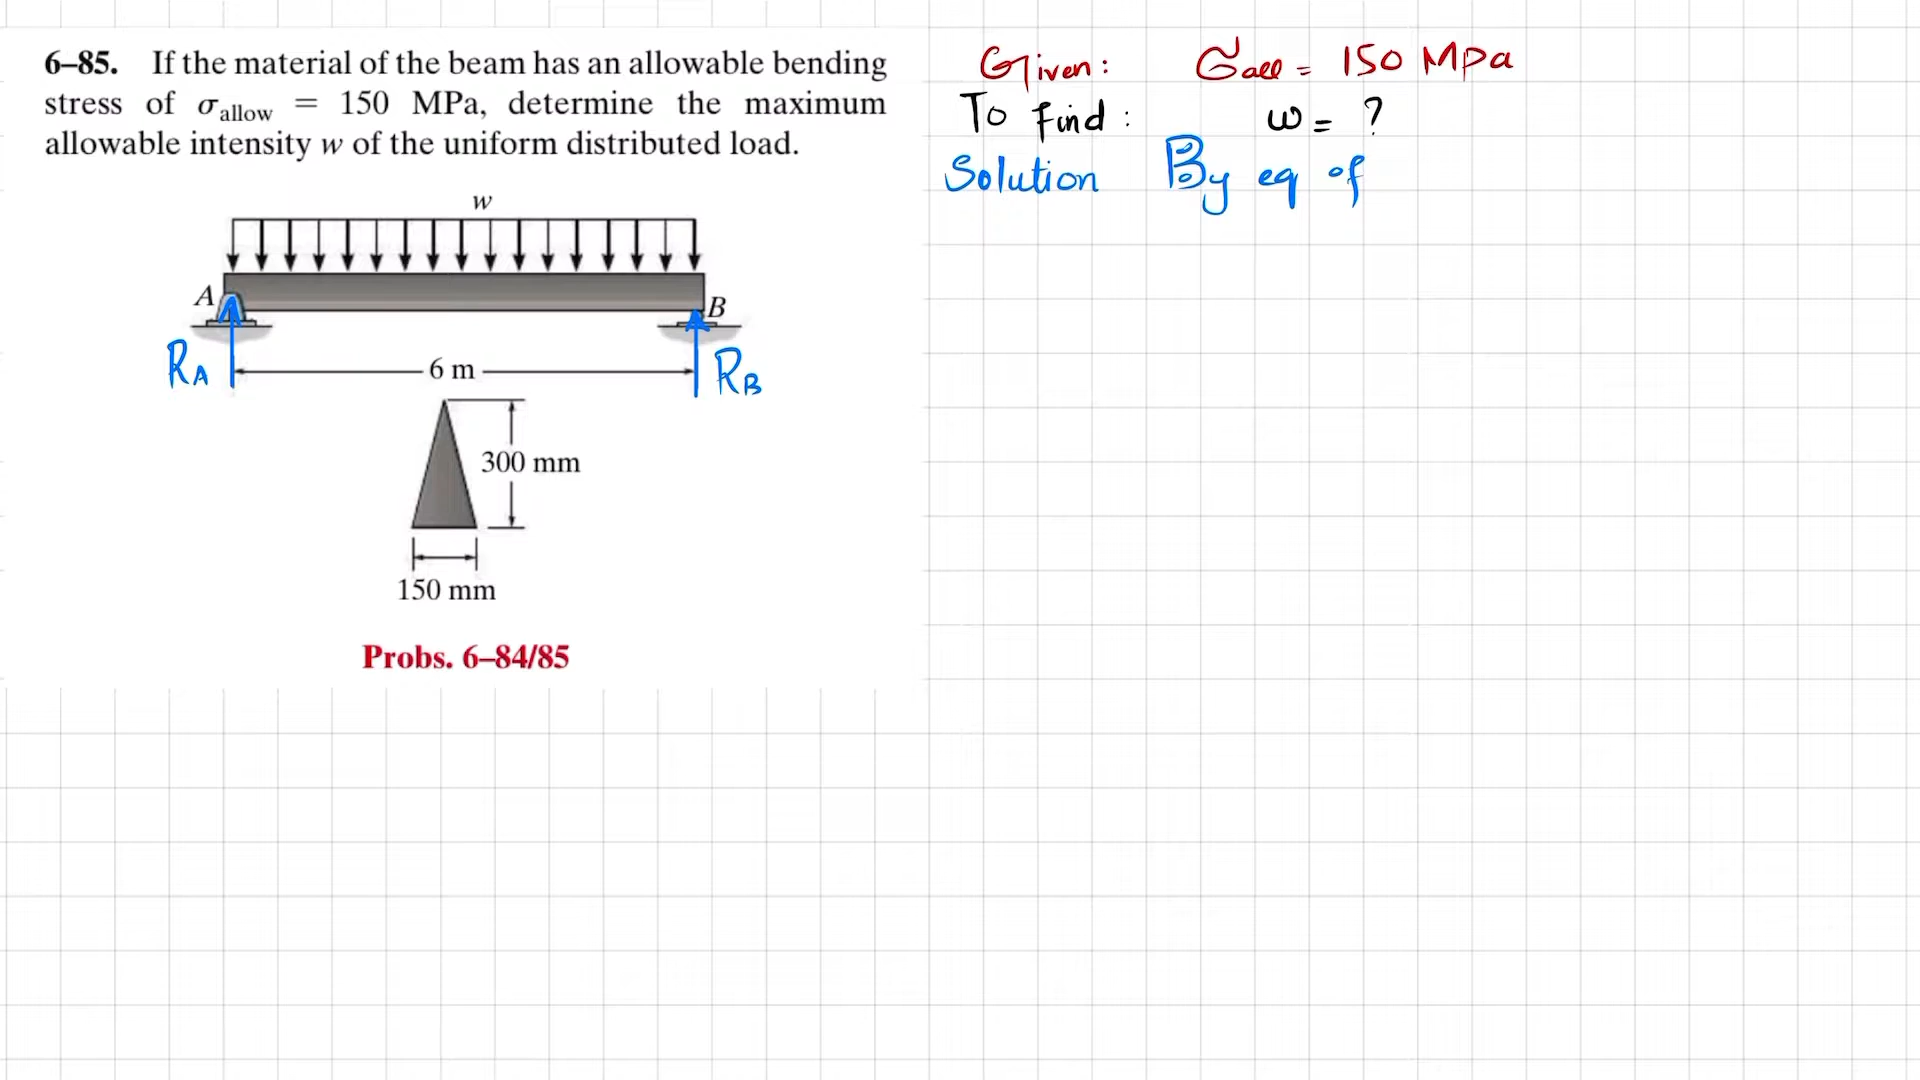 6–85. If the material of the beam has an allowable bending
stress of σallow = 150 MPa, determine the maximum
allowable intensity w of the uniform distributed load.
w
A
B
RA
6 m
RB
300 mm
150 mm
Probs. 6–84/85
Given: σall = 150 MPa
To find: w = ?
Solution By eq of